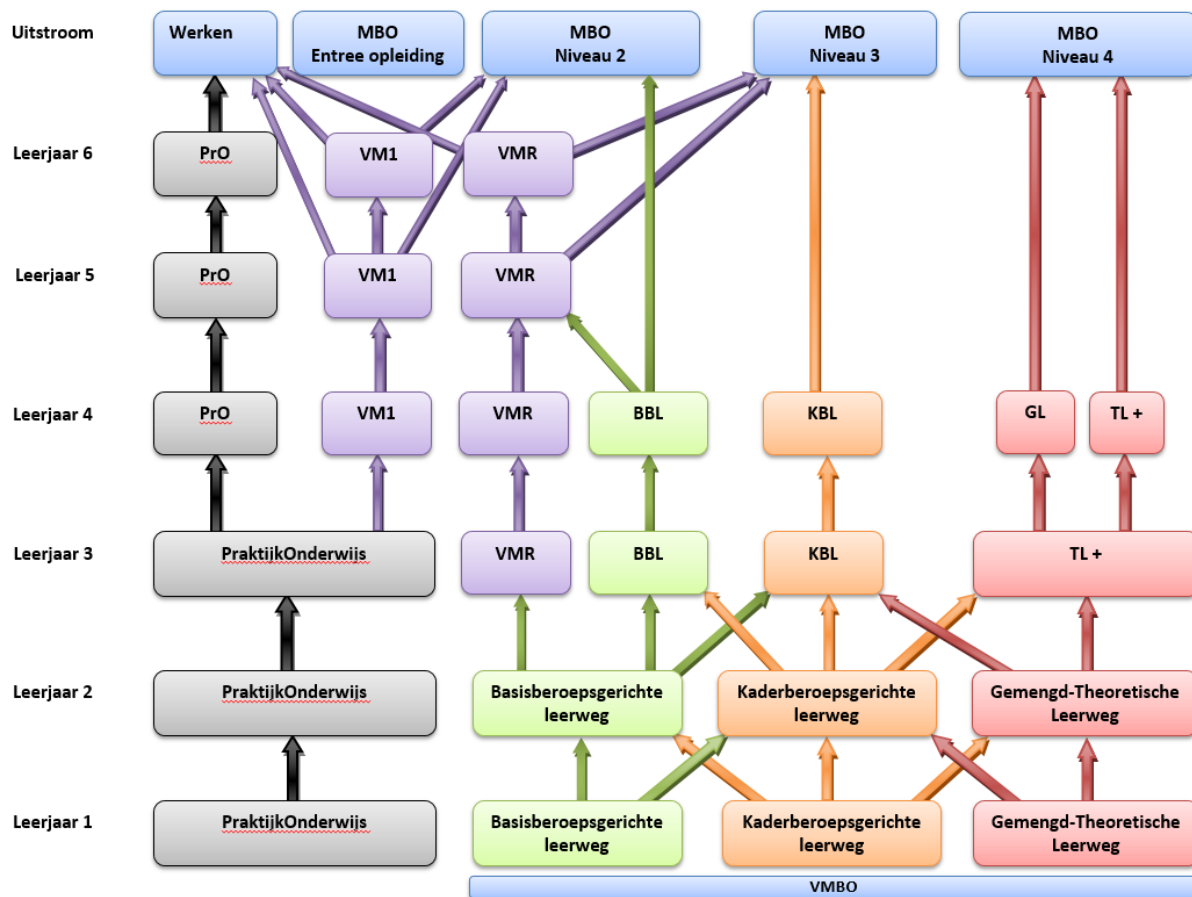 Uitstroom
Werken
MBO
Entree opleiding
MBO
Niveau 2
MBO
Niveau 3
MBO
Niveau 4
Leerjaar 6
PrO
VM1
VMR
Leerjaar 5
PrO
VM1
VMR
Leerjaar 4
PrO
VM1
VMR
BBL
KBL
GL
TL +
Leerjaar 3
PraktijkOnderwijs
VMR
BBL
KBL
TL +
Leerjaar 2
PraktijkOnderwijs
Basisberoepsgerichte
leerweg
Kaderberoepsgerichte
leerweg
Gemengd-Theoretische
Leerweg
Leerjaar 1
PraktijkOnderwijs
Basisberoepsgerichte
leerweg
Kaderberoepsgerichte
leerweg
Gemengd-Theoretische
Leerweg
VMBO